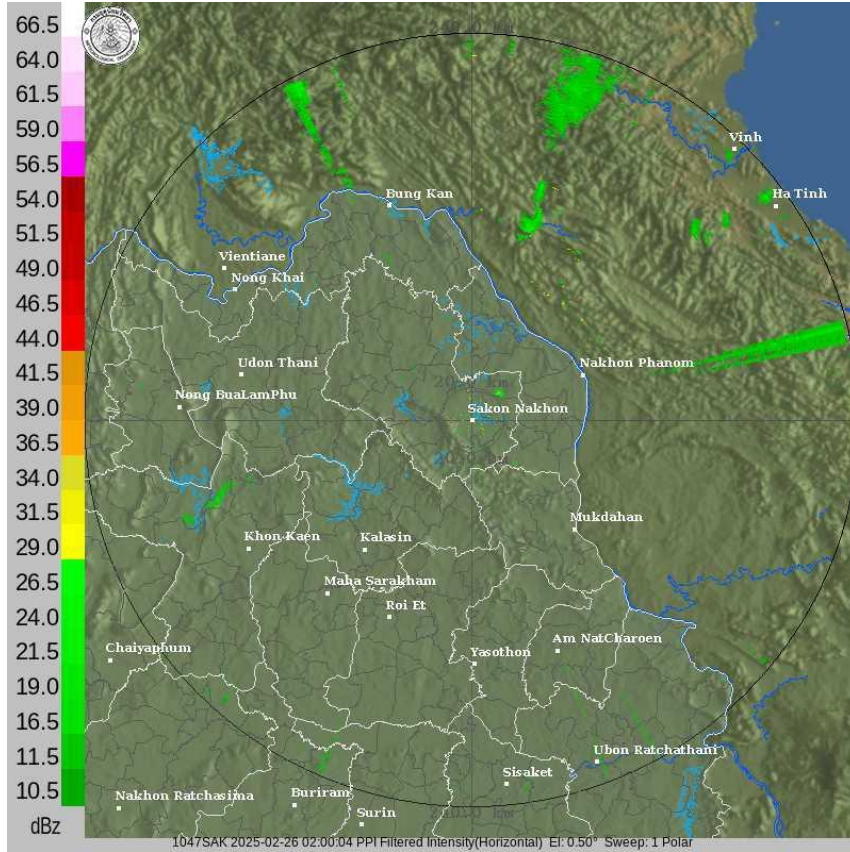 66.5
64.0
61.5
59.0
56.5
54.0
51.5
49.0
46.5
44.0
41.5
39.0
36.5
34.0
31.5
29.0
26.5
24.0
21.5
19.0
16.5
11.5
10.5
dBz
Vinh
Bung Kan
Ha Tinh
Vientiane
Nong Khai
Udon Thani
Nakhon Phanom
Nong BuaLamPhu
Sakon Nakhon
Mukdahan
Khon Kaen
Kalasin
Maha Sarakham
Roi Et
Chaiyaphum
Yasothon
Am NatCharoen
Ubon Ratchathani
Sisaket
Nakhon Ratchasima
Buriram
Surin
1047SAK 2025-02-26 02:00:04 PPI Filtered Intensity(Horizontal) El: 0.50° Sweep: 1 Polar